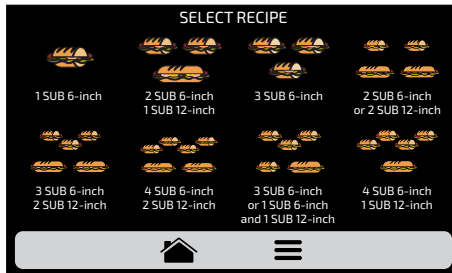 SELECT RECIPE
1 SUB 6-inch
2 SUB 6-inch
1 SUB 12-inch
3 SUB 6-inch
2 SUB 6-inch
or 2 SUB 12-inch
3 SUB 6-inch
2 SUB 12-inch
4 SUB 6-inch
2 SUB 12-inch
3 SUB 6-inch
or 1 SUB 6-inch
and 1 SUB 12-inch
4 SUB 6-inch
1 SUB 12-inch